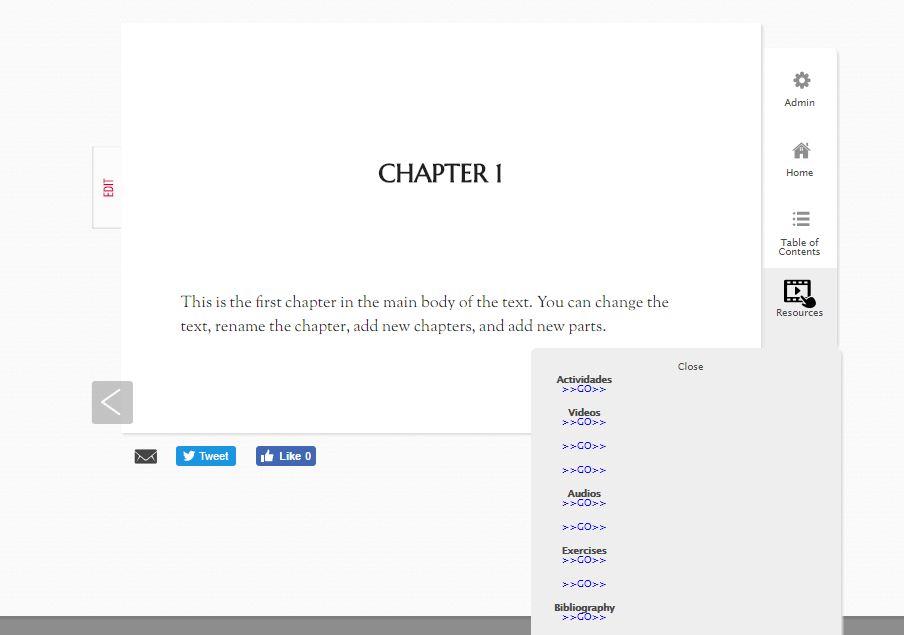 CHAPTER 1
EDIT
This is the first chapter in the main body of the text. You can change the
text, rename the chapter, add new chapters, and add new parts.
Tweet
Like 0
Admin
Home
Table of
Contents
Resources
Close
Actividades
>>GO>>
Videos
>>GO>>
>>GO>>
>>GO>>
Audios
>>GO>>
>>GO>>
Exercises
>>GO>>
>>GO>>
Bibliography
>>GO>>